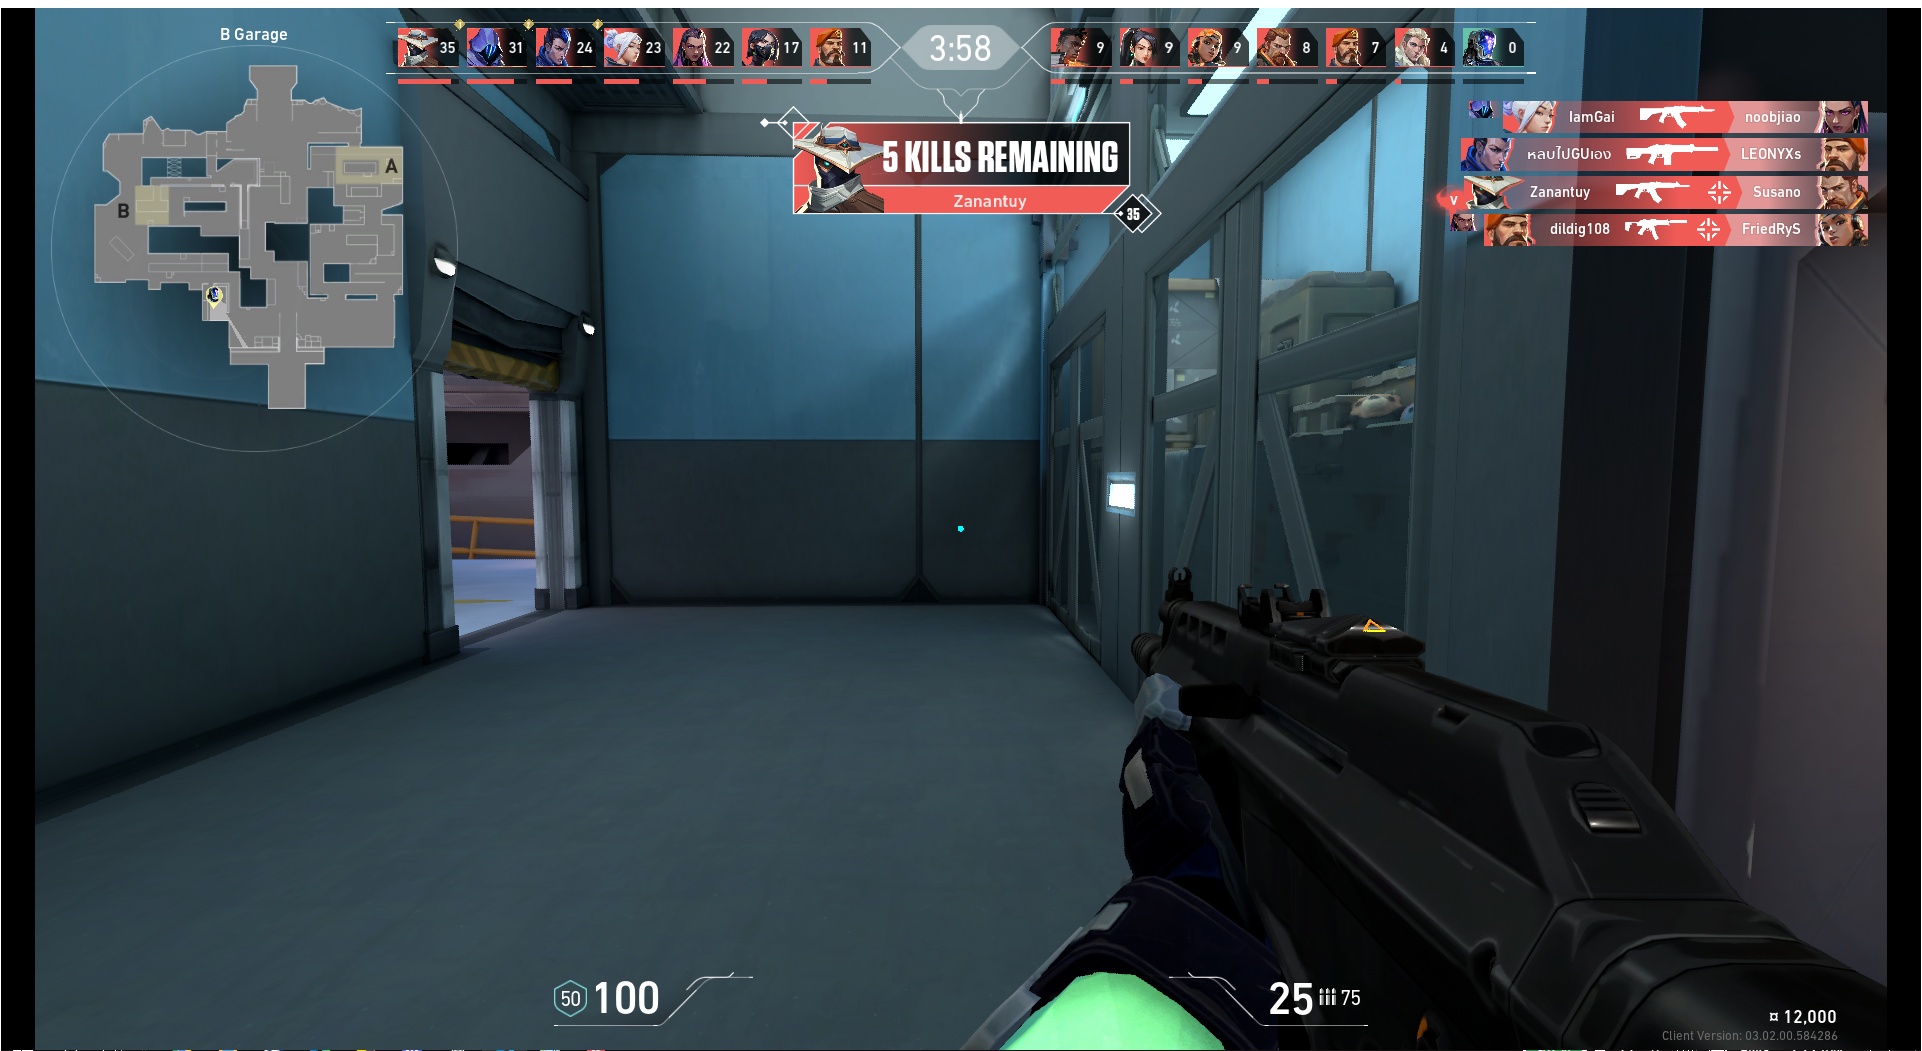 B Garage
A
B
35
31
24
23
22
17
11
3:58
9
9
9
8
7
4
0
5 KILLS REMAINING
Zanantuy
35
IamGai noobjiao
หลบไปGUเอง LEONYXs
V Zanantuy Susano
dildig108 FriedRyS
50 100
25 75
¤ 12,000
Client Version: 03.02.00.584286